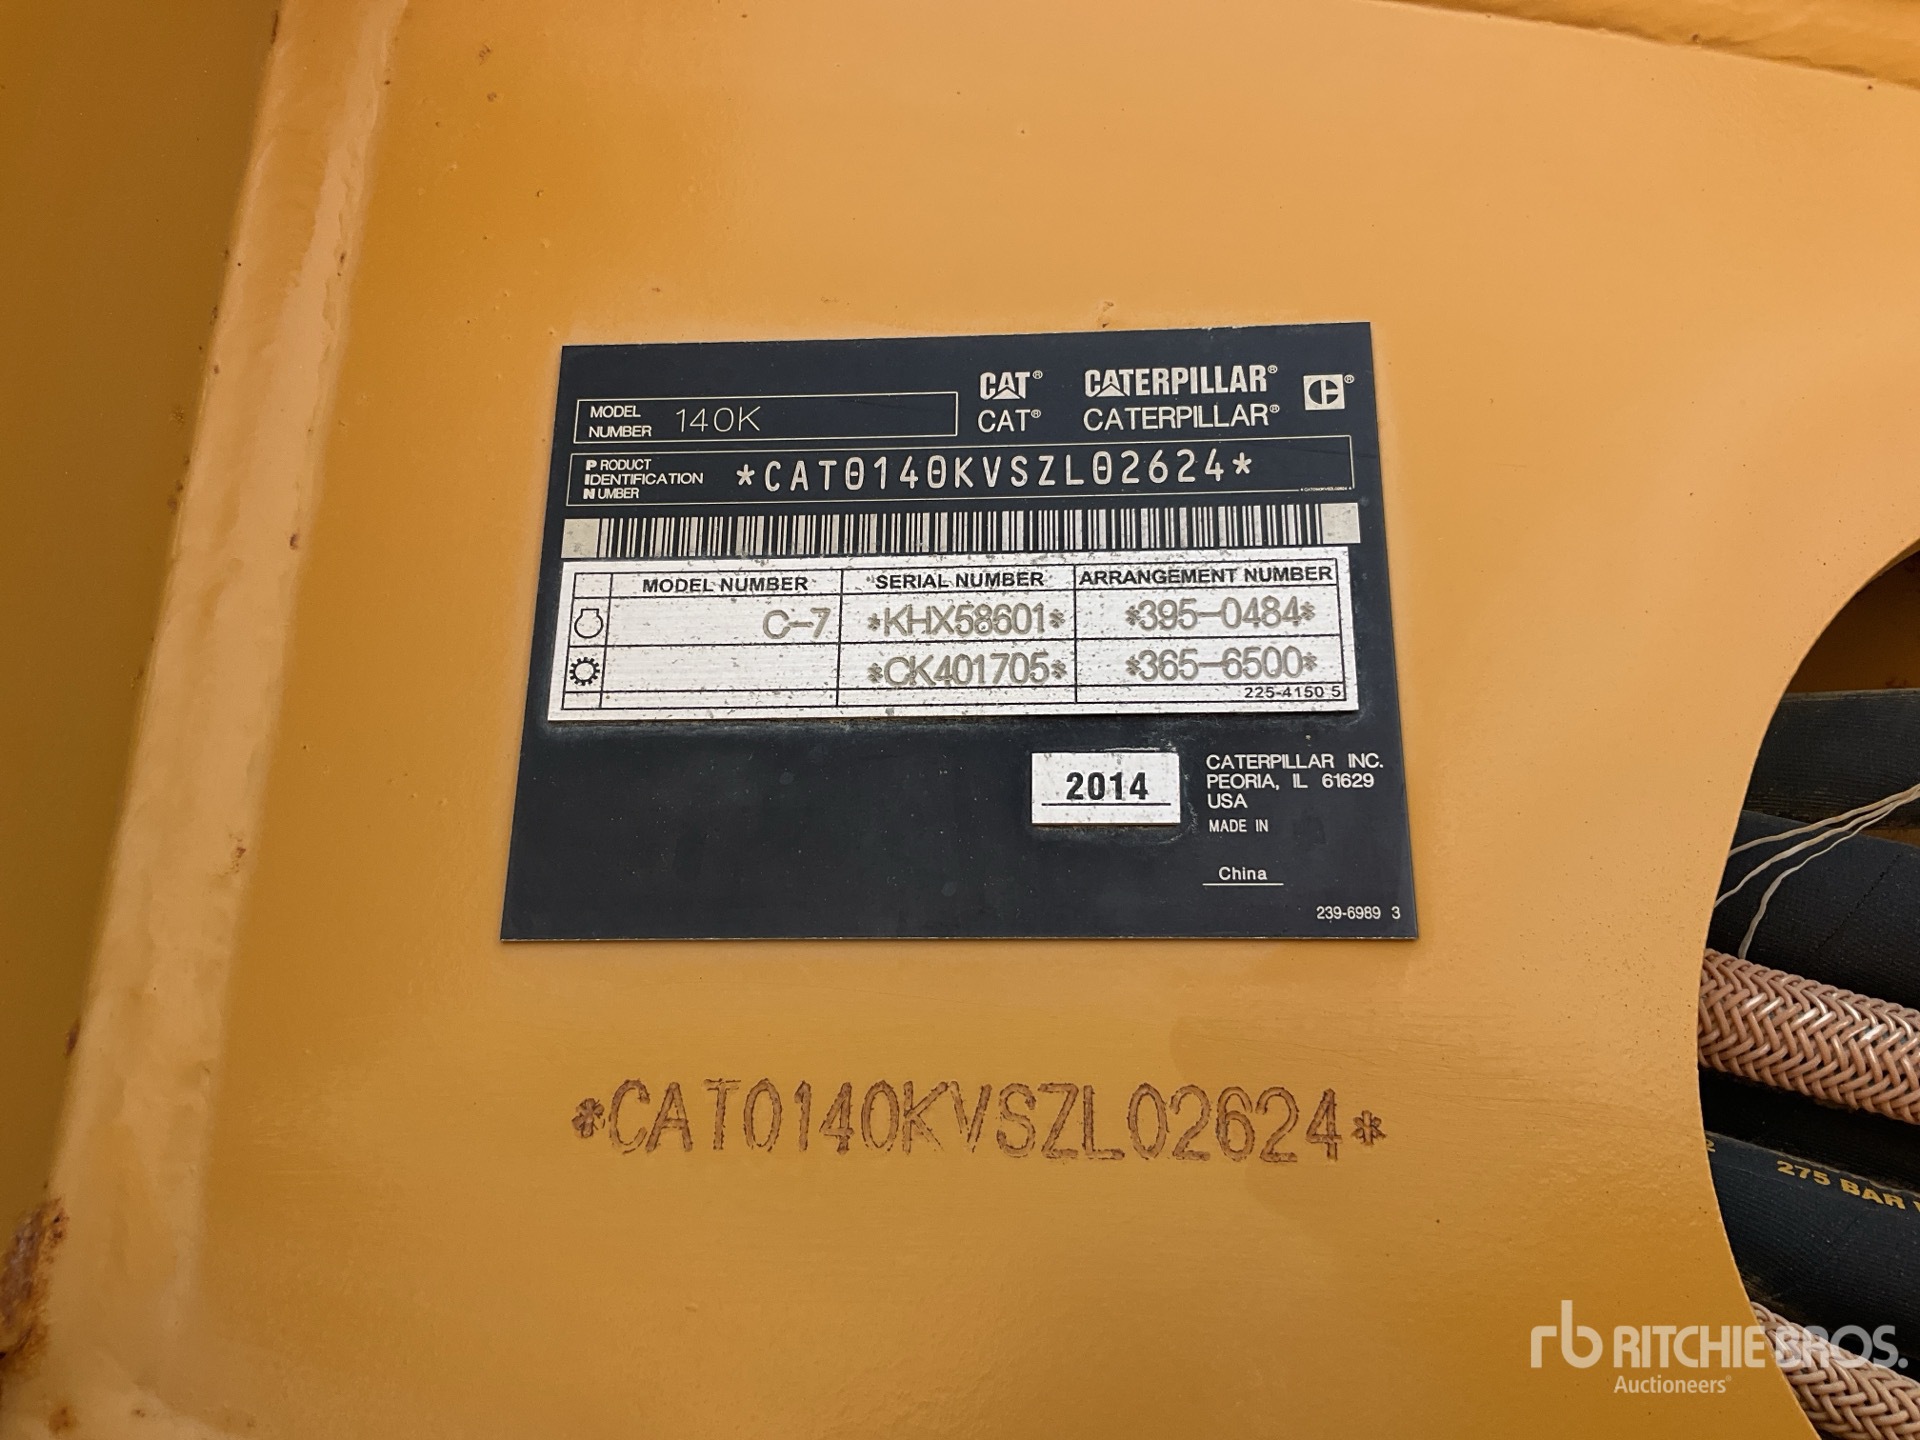 CAT® CATERPILLAR® C®
CAT® CATERPILLAR®
MODEL NUMBER 140K
PRODUCT IDENTIFICATION NUMBER *CAT0140KVSZL02624*
MODEL NUMBER SERIAL NUMBER ARRANGEMENT NUMBER
C-7 *KHX58601* *395-0484*
*CK401705* *365-6500*
225-4150 5
2014
CATERPILLAR INC.
PEORIA, IL 61629
USA
MADE IN
China
239-6989 3
*CAT0140KVSZL02624*
275 BAR
rb RITCHIE BROS.
Auctioneers